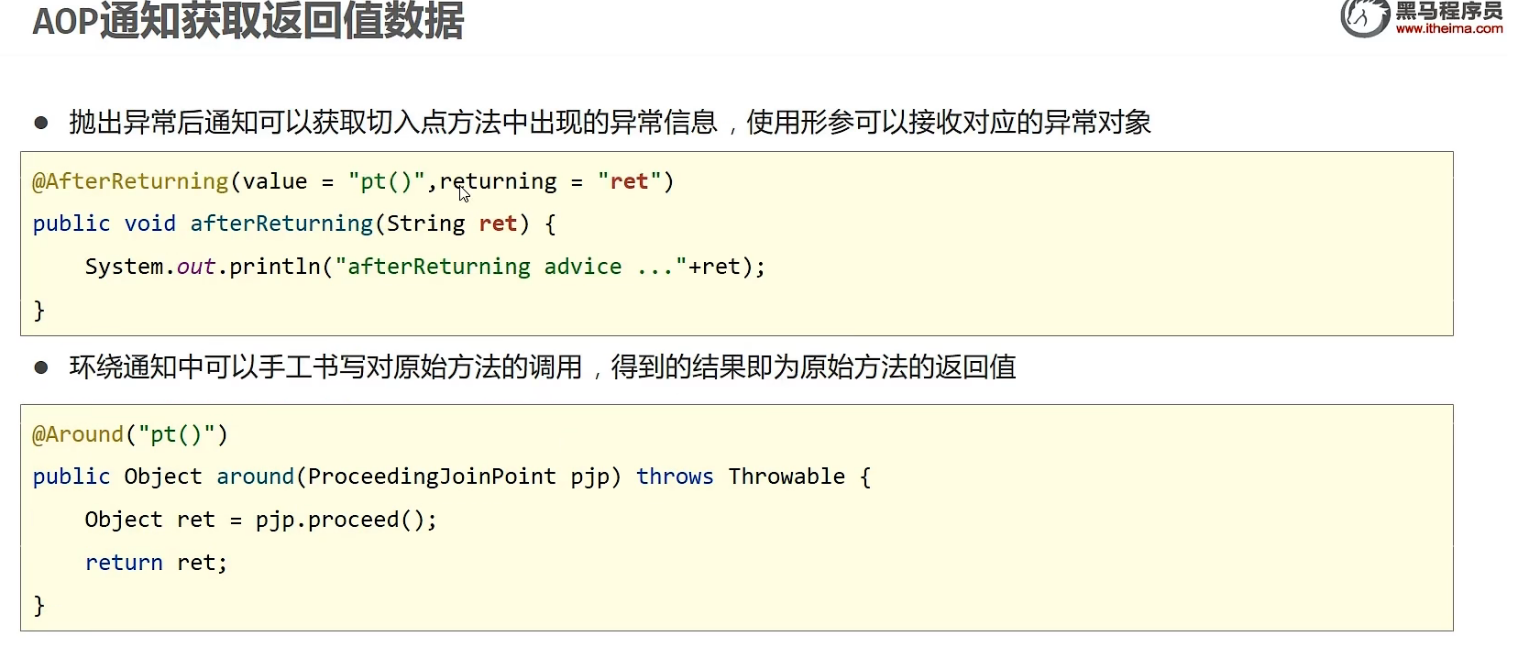 AOP通知获取返回值数据
黑马程序员
www.itheima.com
● 抛出异常后通知可以获取切入点方法中出现的异常信息，使用形参可以接收对应的异常对象
@AfterReturning(value = "pt()",returning = "ret")
public void afterReturning(String ret) {
    System.out.println("afterReturning advice ..."+ret);
}
● 环绕通知中可以手工书写对原始方法的调用，得到的结果即为原始方法的返回值
@Around("pt()")
public Object around(ProceedingJoinPoint pjp) throws Throwable {
    Object ret = pjp.proceed();
    return ret;
}